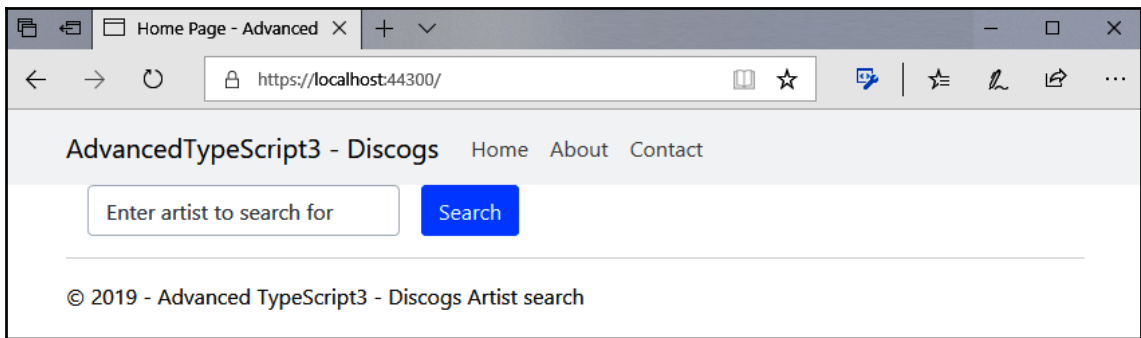 Home Page - Advanced
https://localhost:44300/
AdvancedTypeScript3 - Discogs Home About Contact
Enter artist to search for Search
© 2019 - Advanced TypeScript3 - Discogs Artist search